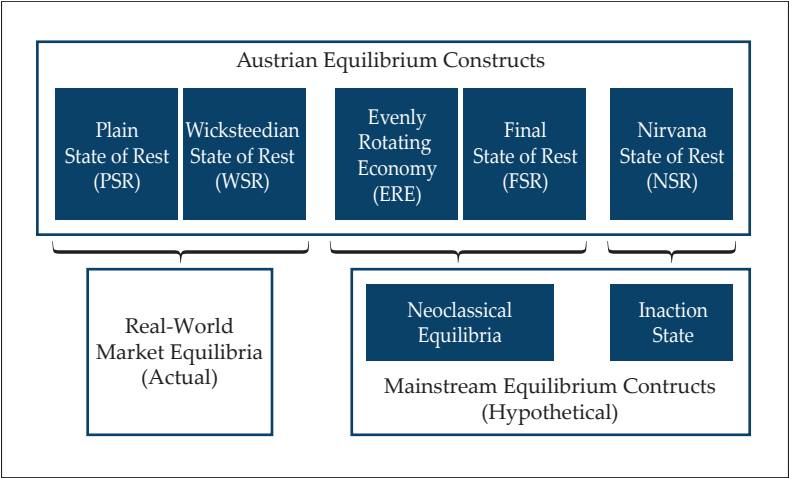 Austrian Equilibrium Constructs
Plain
State of Rest
(PSR)
Wicksteedian
State of Rest
(WSR)
Evenly
Rotating
Economy
(ERE)
Final
State of Rest
(FSR)
Nirvana
State of Rest
(NSR)
Real-World
Market Equilibria
(Actual)
Neoclassical
Equilibria
Inaction
State
Mainstream Equilibrium Contructs
(Hypothetical)